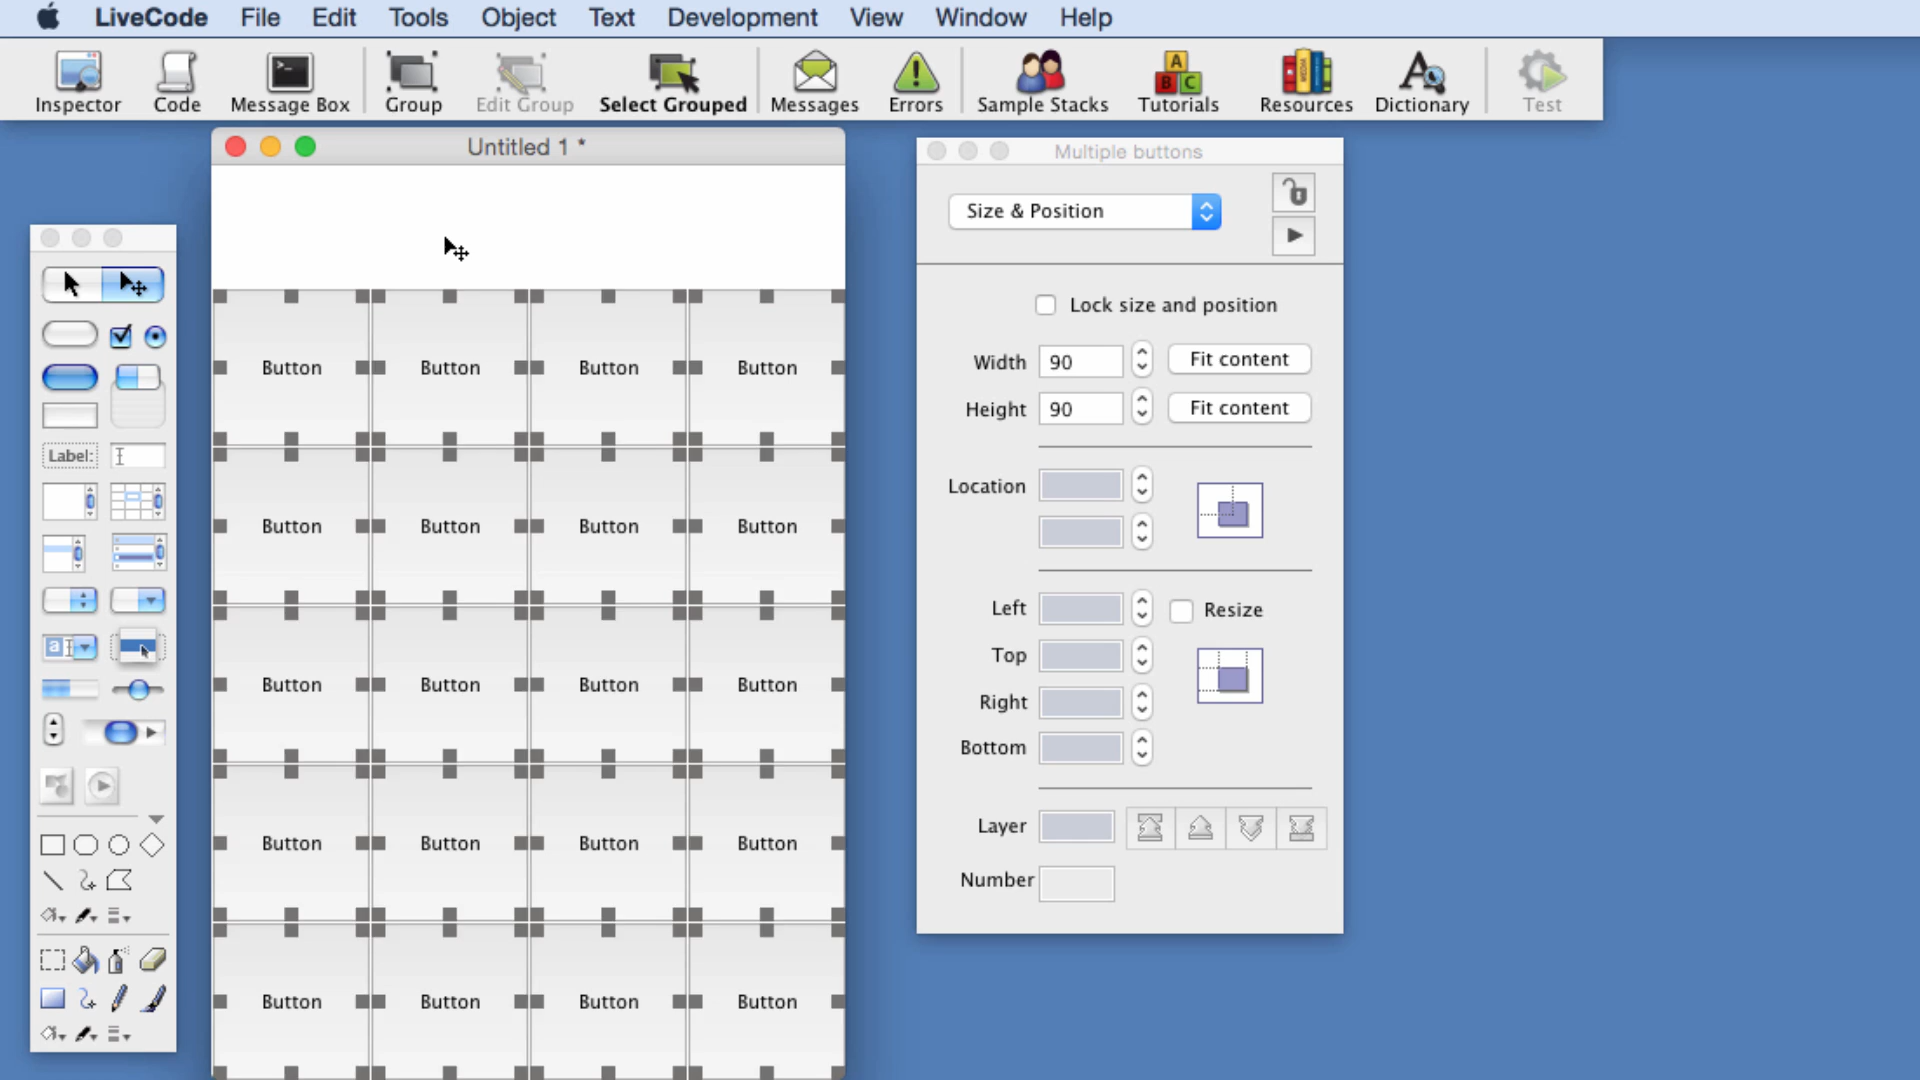 LiveCode File Edit Tools Object Text Development View Window Help
Inspector Code Message Box Group Edit Group Select Grouped Messages Errors Sample Stacks Tutorials Resources Dictionary Test
Untitled 1 *
Button Button Button Button
Button Button Button Button
Button Button Button Button
Button Button Button Button
Button Button Button Button
Label:
a
Multiple buttons
Size & Position
Lock size and position
Width 90 Fit content
Height 90 Fit content
Location
Left Resize
Top
Right
Bottom
Layer
Number